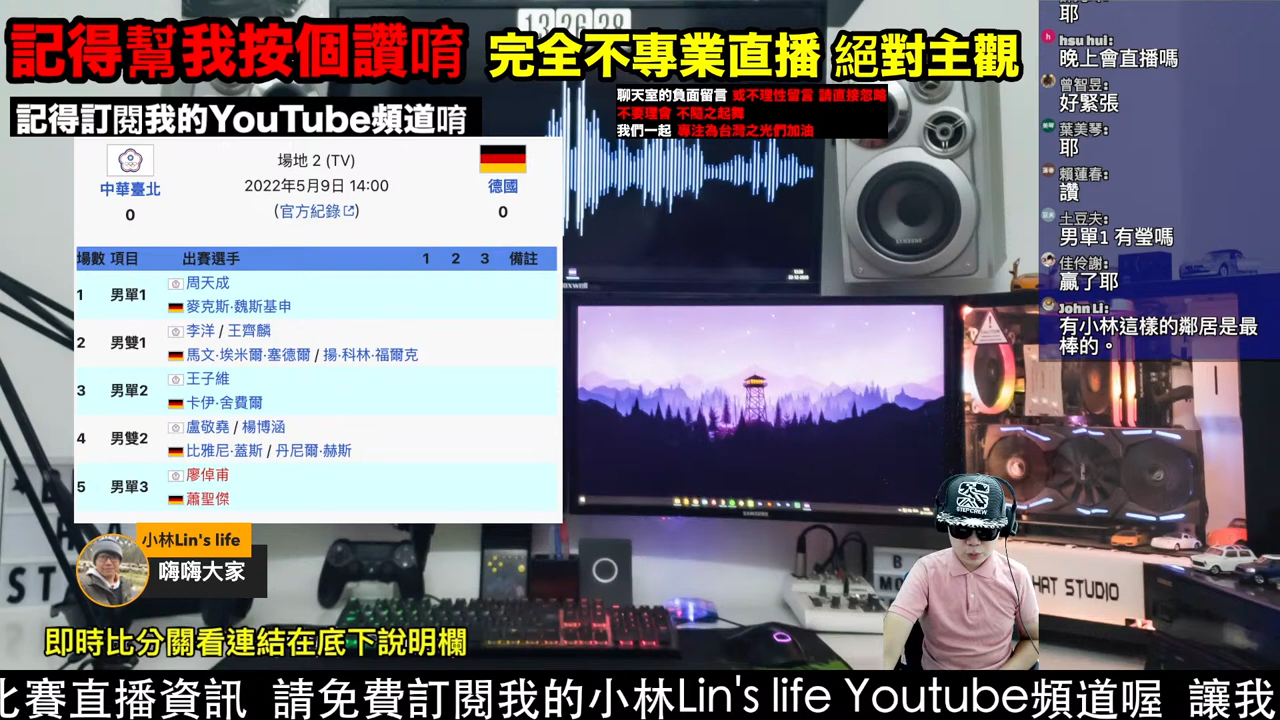 記得幫我按個讚唷
完全不專業直播 絕對主觀
記得訂閱我的YouTube頻道唷
聊天室的負面留言 或不理性留言 請直接忽略
不要理會 不隨之起舞
我們一起 專注為台灣之光們加油
中華臺北
0
場地 2 (TV)
2022年5月9日 14:00
(官方紀錄)
德國
0
場數 項目 出賽選手 1 2 3 備註
1 男單1 周天成
麥克斯·魏斯基申
2 男雙1 李洋 / 王齊麟
馬文·埃米爾·塞德爾 / 揚·科林·福爾克
3 男單2 王子維
卡伊·舍費爾
4 男雙2 盧敬堯 / 楊博涵
比雅尼·蓋斯 / 丹尼爾·赫斯
5 男單3 廖倬甫
蕭聖傑
小林Lin's life
嗨嗨大家
即時比分關看連結在底下說明欄
耶
hsu hui:
晚上會直播嗎
曾智昱:
好緊張
葉美琴:
耶
賴蓮春:
讚
土豆夫:
男單1 有瑩嗎
佳伶謝:
贏了耶
John Li:
有小林這樣的鄰居是最
棒的。
SAMSUNG
STEP CREW
HAT STUDIO
比賽直播資訊 請免費訂閱我的小林Lin's life Youtube頻道喔 讓我